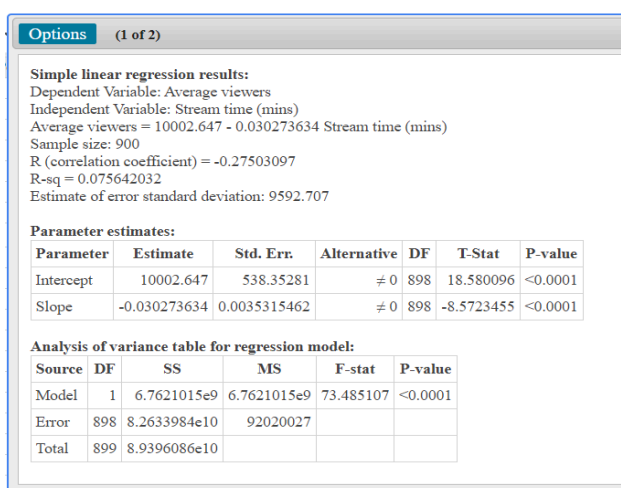 Options (1 of 2)
Simple linear regression results:
Dependent Variable: Average viewers
Independent Variable: Stream time (mins)
Average viewers = 10002.647 - 0.030273634 Stream time (mins)
Sample size: 900
R (correlation coefficient) = -0.27503097
R-sq = 0.075642032
Estimate of error standard deviation: 9592.707
Parameter estimates:
Parameter Estimate Std. Err. Alternative DF T-Stat P-value
Intercept 10002.647 538.35281 ≠ 0 898 18.580096 <0.0001
Slope -0.030273634 0.0035315462 ≠ 0 898 -8.5723455 <0.0001
Analysis of variance table for regression model:
Source DF SS MS F-stat P-value
Model 1 6.7621015e9 6.7621015e9 73.485107 <0.0001
Error 898 8.2633984e10 92020027
Total 899 8.9396086e10